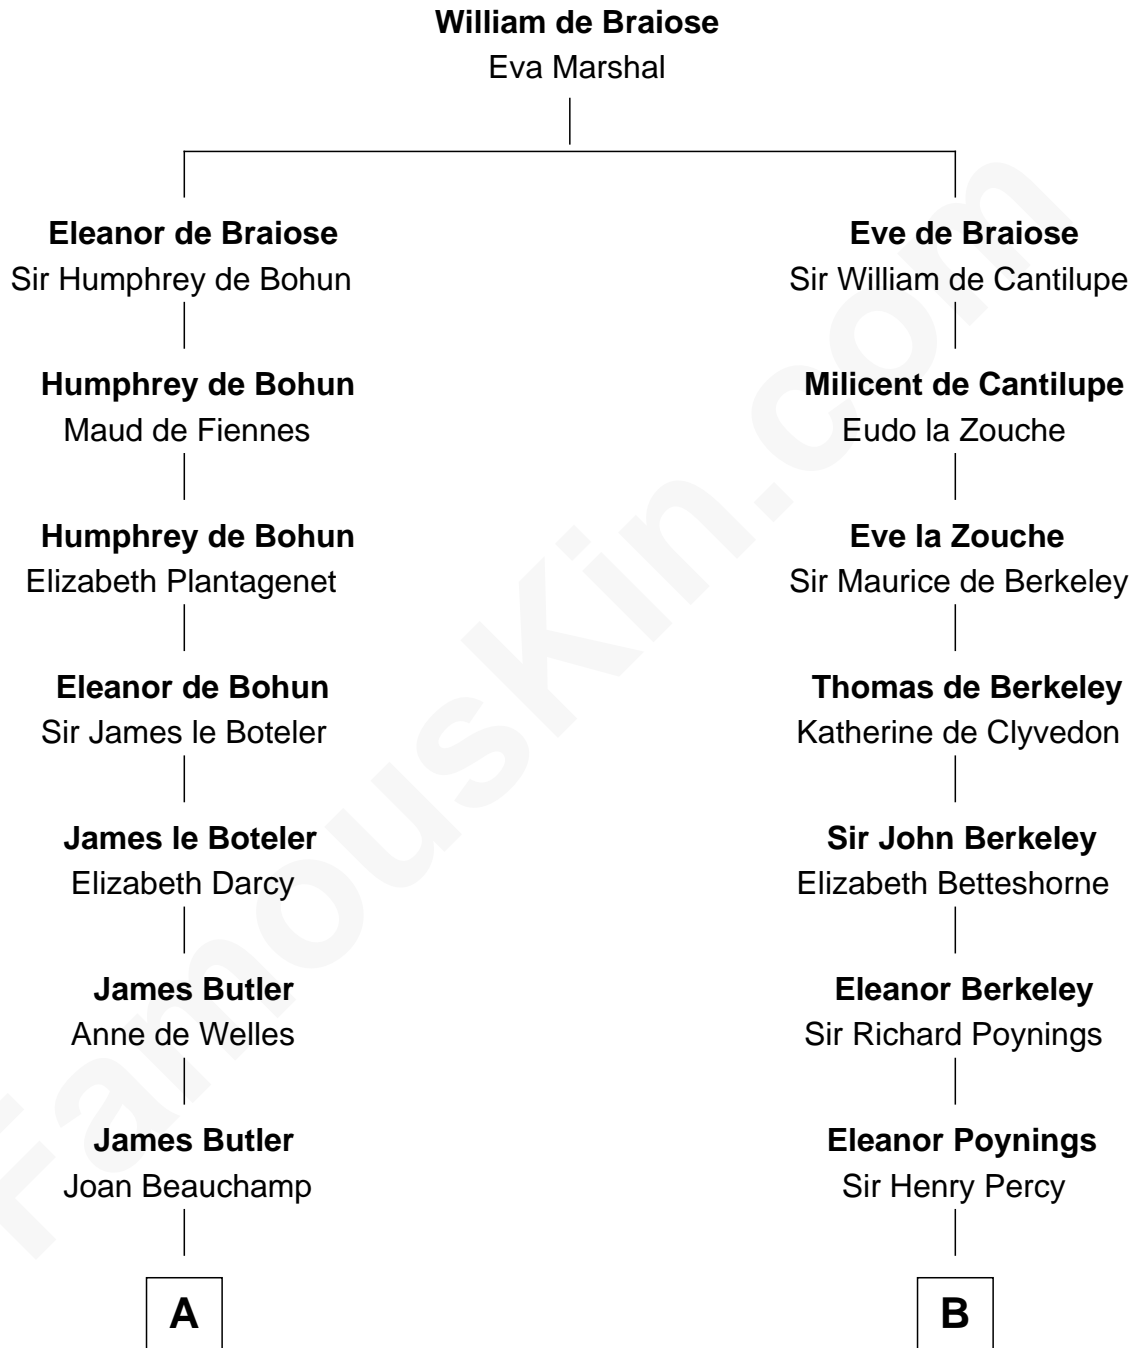 William de Braiose
Eva Marshal
Eleanor de Braiose
Sir Humphrey de Bohun
Eve de Braiose
Sir William de Cantilupe
Humphrey de Bohun
Maud de Fiennes
Milicent de Cantilupe
Eudo la Zouche
Humphrey de Bohun
Elizabeth Plantagenet
Eve la Zouche
Sir Maurice de Berkeley
Eleanor de Bohun
Sir James le Boteler
Thomas de Berkeley
Katherine de Clyvedon
James le Boteler
Elizabeth Darcy
Sir John Berkeley
Elizabeth Betteshorne
James Butler
Anne de Welles
Eleanor Berkeley
Sir Richard Poynings
James Butler
Joan Beauchamp
Eleanor Poynings
Sir Henry Percy
A
B
FamousKin.com